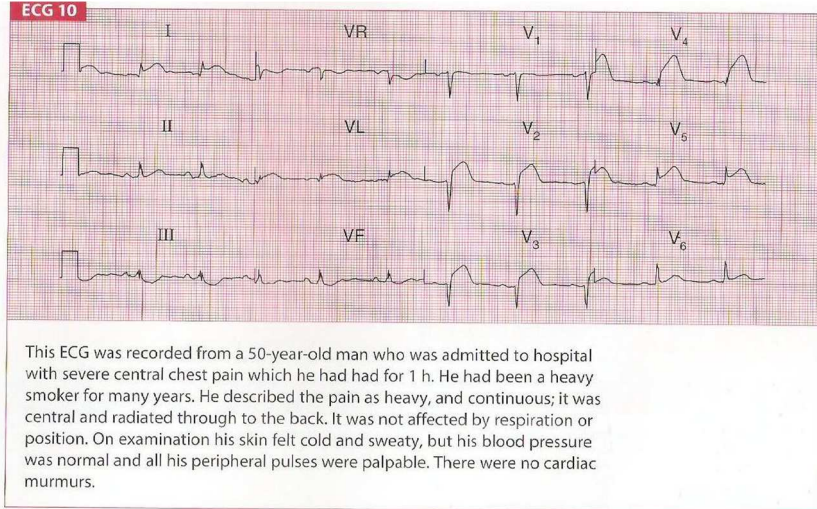 ECG 10
I VR V1 V4
II VL V2 V5
III VF V3 V6
This ECG was recorded from a 50-year-old man who was admitted to hospital
with severe central chest pain which he had had for 1 h. He had been a heavy
smoker for many years. He described the pain as heavy, and continuous; it was
central and radiated through to the back. It was not affected by respiration or
position. On examination his skin felt cold and sweaty, but his blood pressure
was normal and all his peripheral pulses were palpable. There were no cardiac
murmurs.